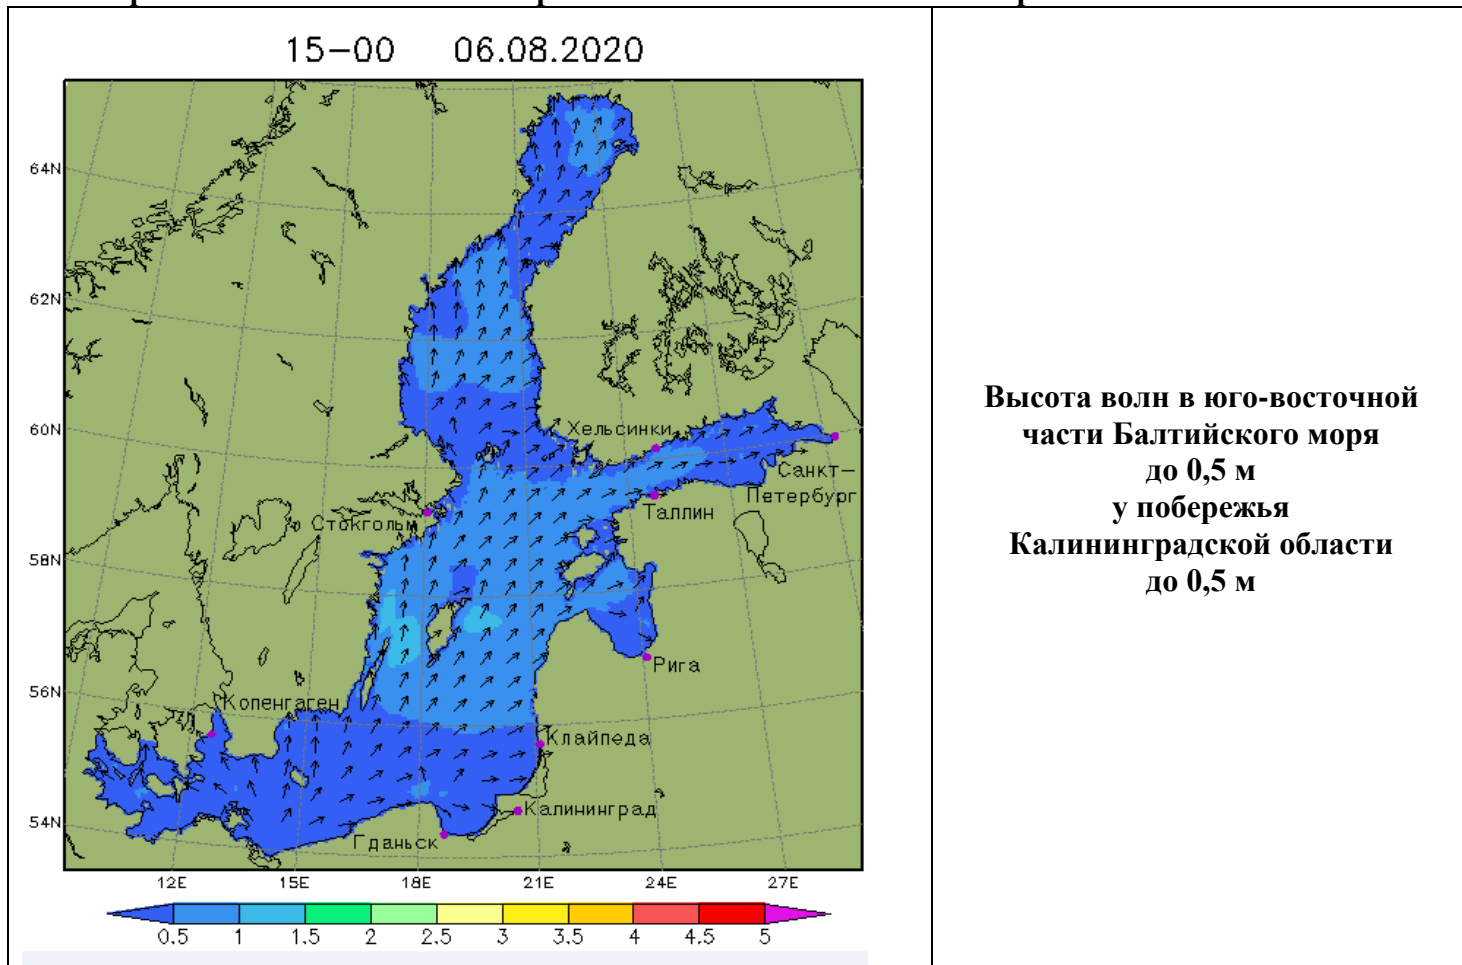 15-00 06.08.2020
64N
62N
60N
58N
56N
54N
Хельсинки
Санкт-
Петербург
Стокгольм
Таллин
Рига
Копенгаген
Клайпеда
Калининград
Гданьск
12E 15E 18E 21E 24E 27E
0.5 1 1.5 2 2.5 3 3.5 4 4.5 5
Высота волн в юго-восточной
части Балтийского моря
до 0,5 м
у побережья
Калининградской области
до 0,5 м